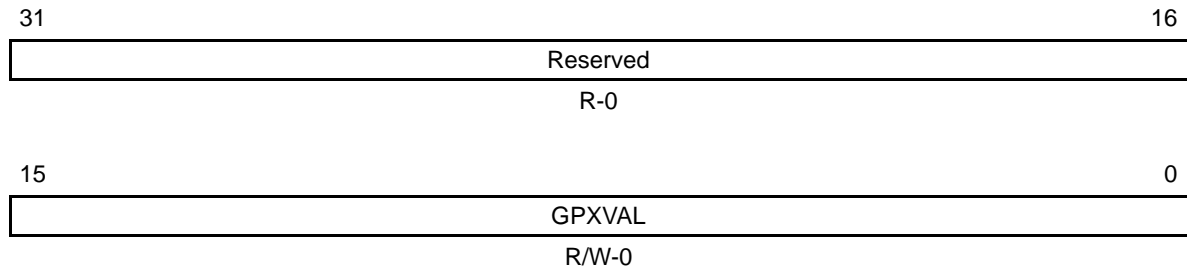 31 16
Reserved
R-0
15 0
GPXVAL
R/W-0